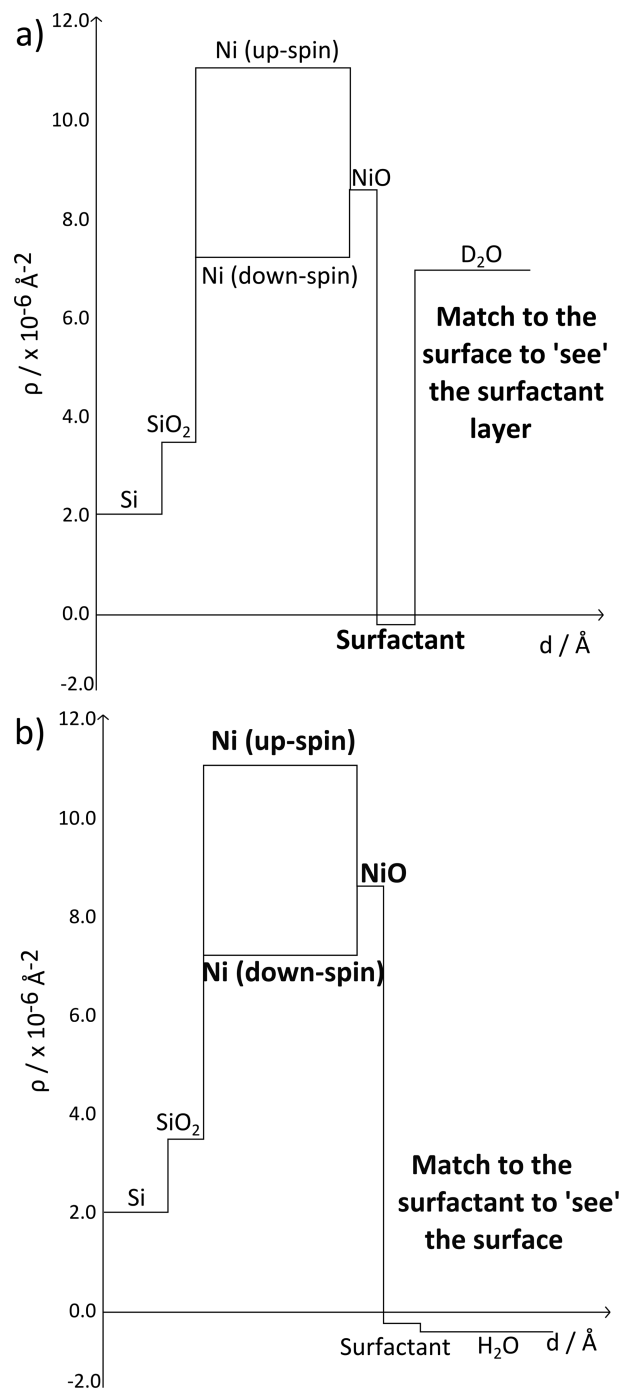 a)
12.0
Ni (up-spin)
10.0
NiO
8.0
D₂O
Ni (down-spin)
ρ / x 10⁻⁶ Å⁻²
6.0
Match to the
surface to 'see'
the surfactant
layer
4.0
SiO₂
2.0
Si
0.0
Surfactant
d / Å
-2.0
b)
12.0
Ni (up-spin)
10.0
NiO
8.0
Ni (down-spin)
ρ / x 10⁻⁶ Å⁻²
6.0
4.0
SiO₂
Match to the
surfactant to 'see'
the surface
Si
2.0
0.0
Surfactant
H₂O
d / Å
-2.0